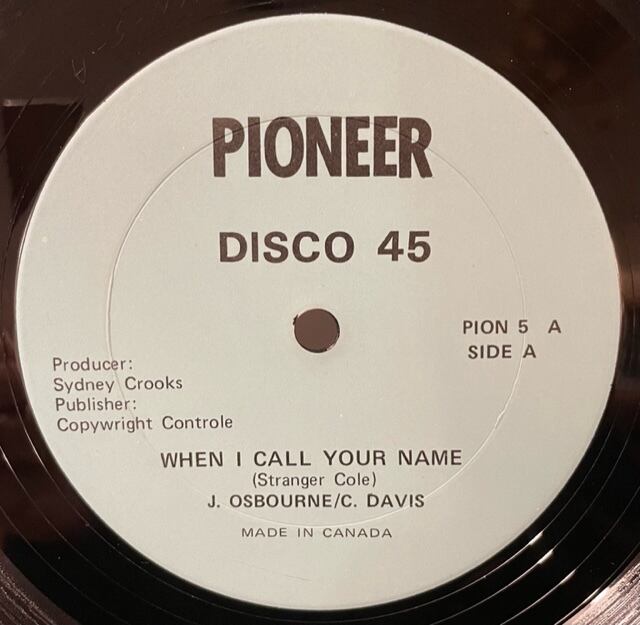 PIONEER
DISCO 45
PION 5 A
SIDE A
Producer:
Sydney Crooks
Publisher:
Copywright Controle
WHEN I CALL YOUR NAME
(Stranger Cole)
J. OSBOURNE/C. DAVIS
MADE IN CANADA